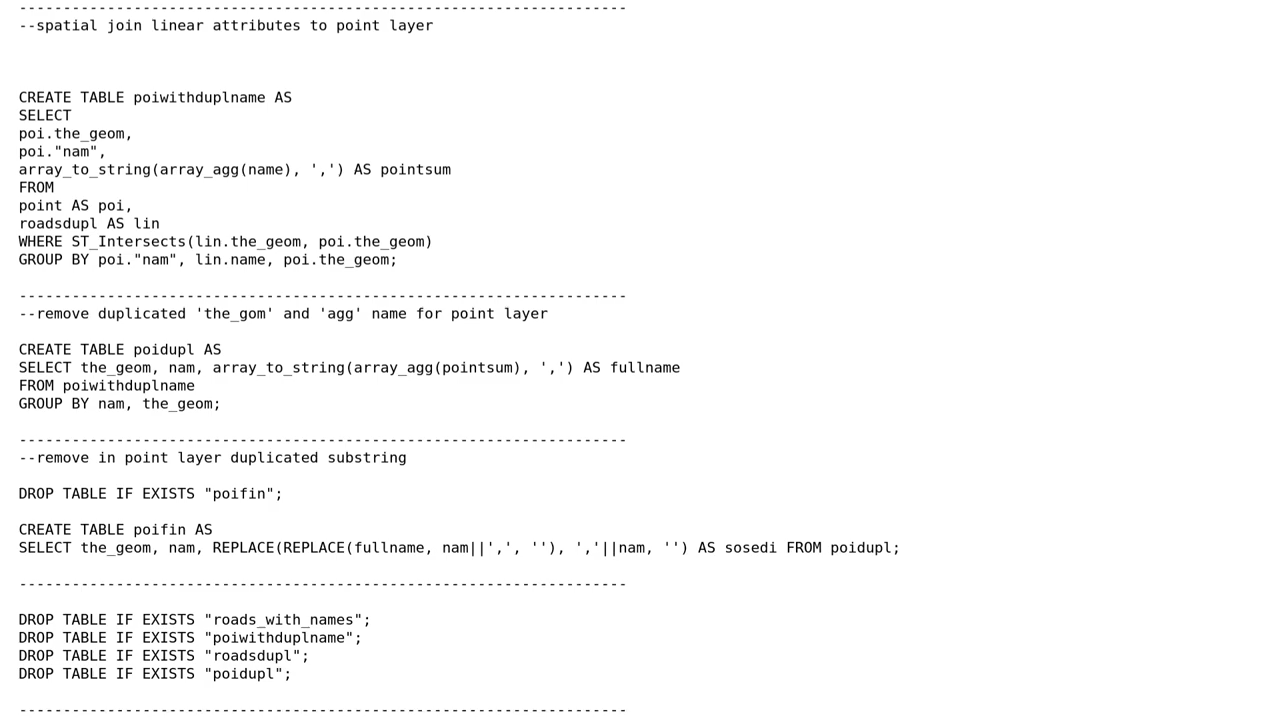 ---------------------------------------------------------------------
--spatial join linear attributes to point layer
CREATE TABLE poiwithduplname AS
SELECT
poi.the_geom,
poi."nam",
array_to_string(array_agg(name), ',') AS pointsum
FROM
point AS poi,
roadsdupl AS lin
WHERE ST_Intersects(lin.the_geom, poi.the_geom)
GROUP BY poi."nam", lin.name, poi.the_geom;
---------------------------------------------------------------------
--remove duplicated 'the_gom' and 'agg' name for point layer
CREATE TABLE poidupl AS
SELECT the_geom, nam, array_to_string(array_agg(pointsum), ',') AS fullname
FROM poiwithduplname
GROUP BY nam, the_geom;
---------------------------------------------------------------------
--remove in point layer duplicated substring
DROP TABLE IF EXISTS "poifin";
CREATE TABLE poifin AS
SELECT the_geom, nam, REPLACE(REPLACE(fullname, nam||',', ''), ','||nam, '') AS sosedi FROM poidupl;
---------------------------------------------------------------------
DROP TABLE IF EXISTS "roads_with_names";
DROP TABLE IF EXISTS "poiwithduplname";
DROP TABLE IF EXISTS "roadsdupl";
DROP TABLE IF EXISTS "poidupl";
---------------------------------------------------------------------